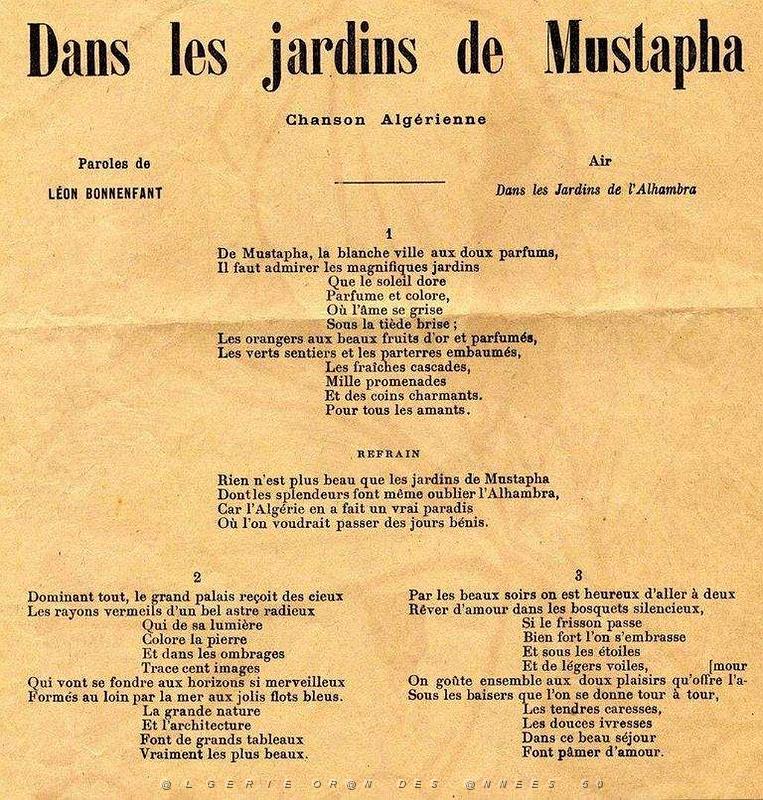 Dans les jardins de Mustapha
Chanson Algérienne
Paroles de
LÉON BONNENFANT
Air
Dans les Jardins de l'Alhambra
1
De Mustapha, la blanche ville aux doux parfums,
Il faut admirer les magnifiques jardins
Que le soleil dore
Parfume et colore,
Où l'âme se grise
Sous la tiède brise ;
Les orangers aux beaux fruits d'or et parfumés,
Les verts sentiers et les parterres embaumés,
Les fraîches cascades,
Mille promenades
Et des coins charmants.
Pour tous les amants.
REFRAIN
Rien n'est plus beau que les jardins de Mustapha
Dont les splendeurs font même oublier l'Alhambra,
Car l'Algérie en a fait un vrai paradis
Où l'on voudrait passer des jours bénis.
2
Dominant tout, le grand palais reçoit des cieux
Les rayons vermeils d'un bel astre radieux
Qui de sa lumière
Colore la pierre
Et dans les ombrages
Trace cent images
Qui vont se fondre aux horizons si merveilleux
Formés au loin par la mer aux jolis flots bleus.
La grande nature
Et l'architecture
Font de grands tableaux
Vraiment les plus beaux.
3
Par les beaux soirs on est heureux d'aller à deux
Rêver d'amour dans les bosquets silencieux,
Si le frisson passe
Bien fort l'on s'embrasse
Et sous les étoiles
Et de légers voiles, [mour
On goûte ensemble aux doux plaisirs qu'offre l'a-
Sous les baisers que l'on se donne tour à tour,
Les tendres caresses,
Les douces ivresses
Dans ce beau séjour
Font pâmer d'amour.
@LGERIE OR@N DES @NNEES 50